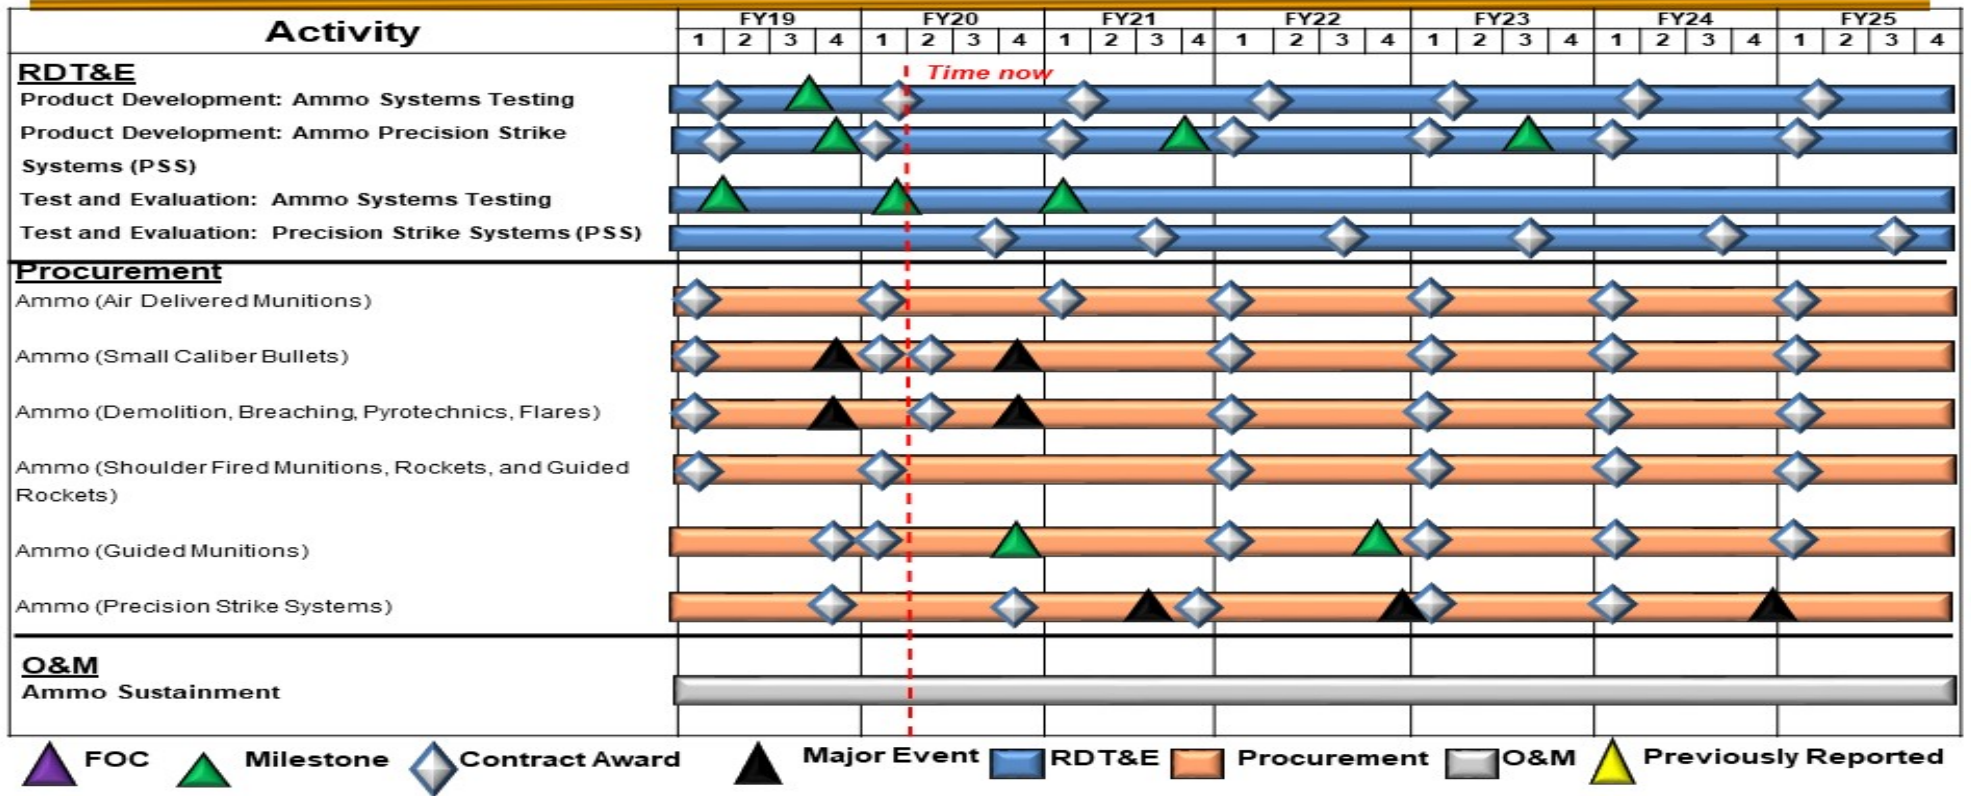 Activity
FY19 FY20 FY21 FY22 FY23 FY24 FY25
1 2 3 4 1 2 3 4 1 2 3 4 1 2 3 4 1 2 3 4 1 2 3 4 1 2 3 4
RDT&E
Time now
Product Development: Ammo Systems Testing
Product Development: Ammo Precision Strike
Systems (PSS)
Test and Evaluation: Ammo Systems Testing
Test and Evaluation: Precision Strike Systems (PSS)
Procurement
Ammo (Air Delivered Munitions)
Ammo (Small Caliber Bullets)
Ammo (Demolition, Breaching, Pyrotechnics, Flares)
Ammo (Shoulder Fired Munitions, Rockets, and Guided
Rockets)
Ammo (Guided Munitions)
Ammo (Precision Strike Systems)
O&M
Ammo Sustainment
FOC Milestone Contract Award Major Event RDT&E Procurement O&M Previously Reported